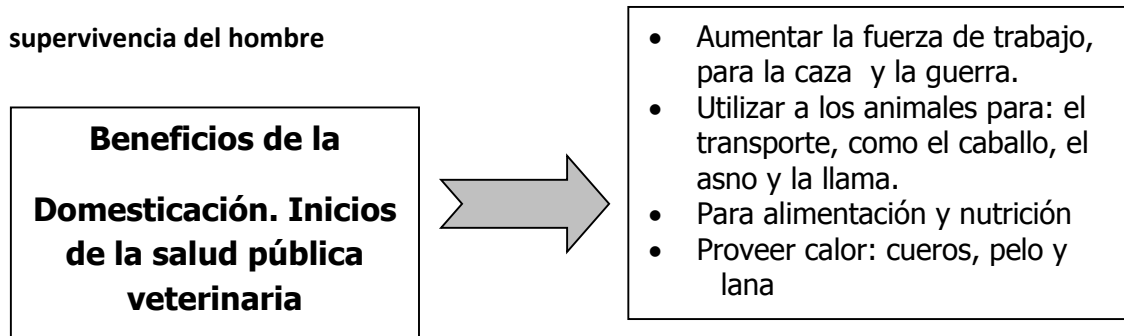 supervivencia del hombre
Beneficios de la
Domesticación. Inicios
de la salud pública
veterinaria
• Aumentar la fuerza de trabajo,
para la caza y la guerra.
• Utilizar a los animales para: el
transporte, como el caballo, el
asno y la llama.
• Para alimentación y nutrición
• Proveer calor: cueros, pelo y
lana